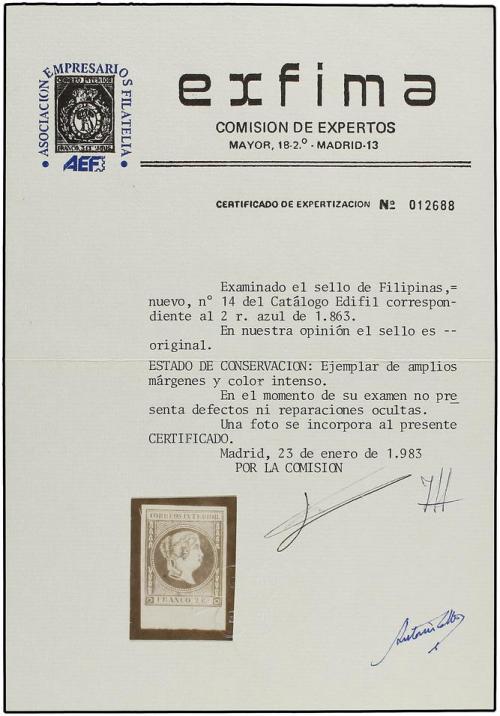 ASOCIACION EMPRESARIOS FILATELIA
CORREO INTERIOR
AEF
exfima
COMISION DE EXPERTOS
MAYOR, 18-2.º - MADRID-13
CERTIFICADO DE EXPERTIZACION Nº 012688
Examinado el sello de Filipinas,=
nuevo, nº 14 del Catálogo Edifil correspon-
diente al 2 r. azul de 1.863.
En nuestra opinión el sello es --
original.
ESTADO DE CONSERVACION: Ejemplar de amplios
márgenes y color intenso.
En el momento de su examen no pre
senta defectos ni reparaciones ocultas.
Una foto se incorpora al presente
CERTIFICADO.
Madrid, 23 de enero de 1.983
POR LA COMISION
CORREOS INTERIOR.
FRANCO 2 R.